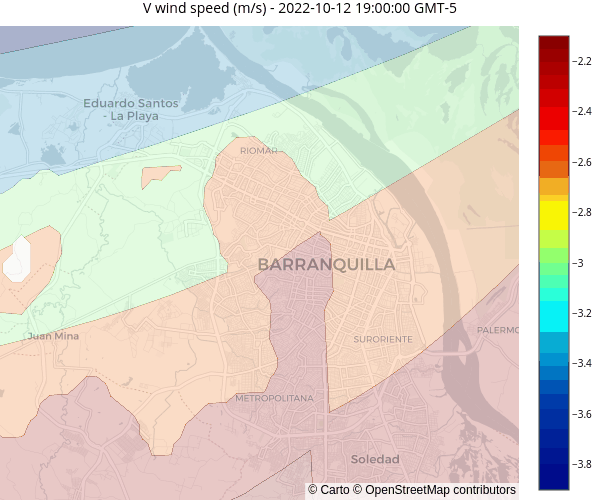 V wind speed (m/s) - 2022-10-12 19:00:00 GMT-5
Eduardo Santos
- La Playa
RIOMAR
BARRANQUILLA
Juan Mina
SURORIENTE
PALERMO
METROPOLITANA
Soledad
© Carto © OpenStreetMap contributors
−2.2
−2.4
−2.6
−2.8
−3
−3.2
−3.4
−3.6
−3.8